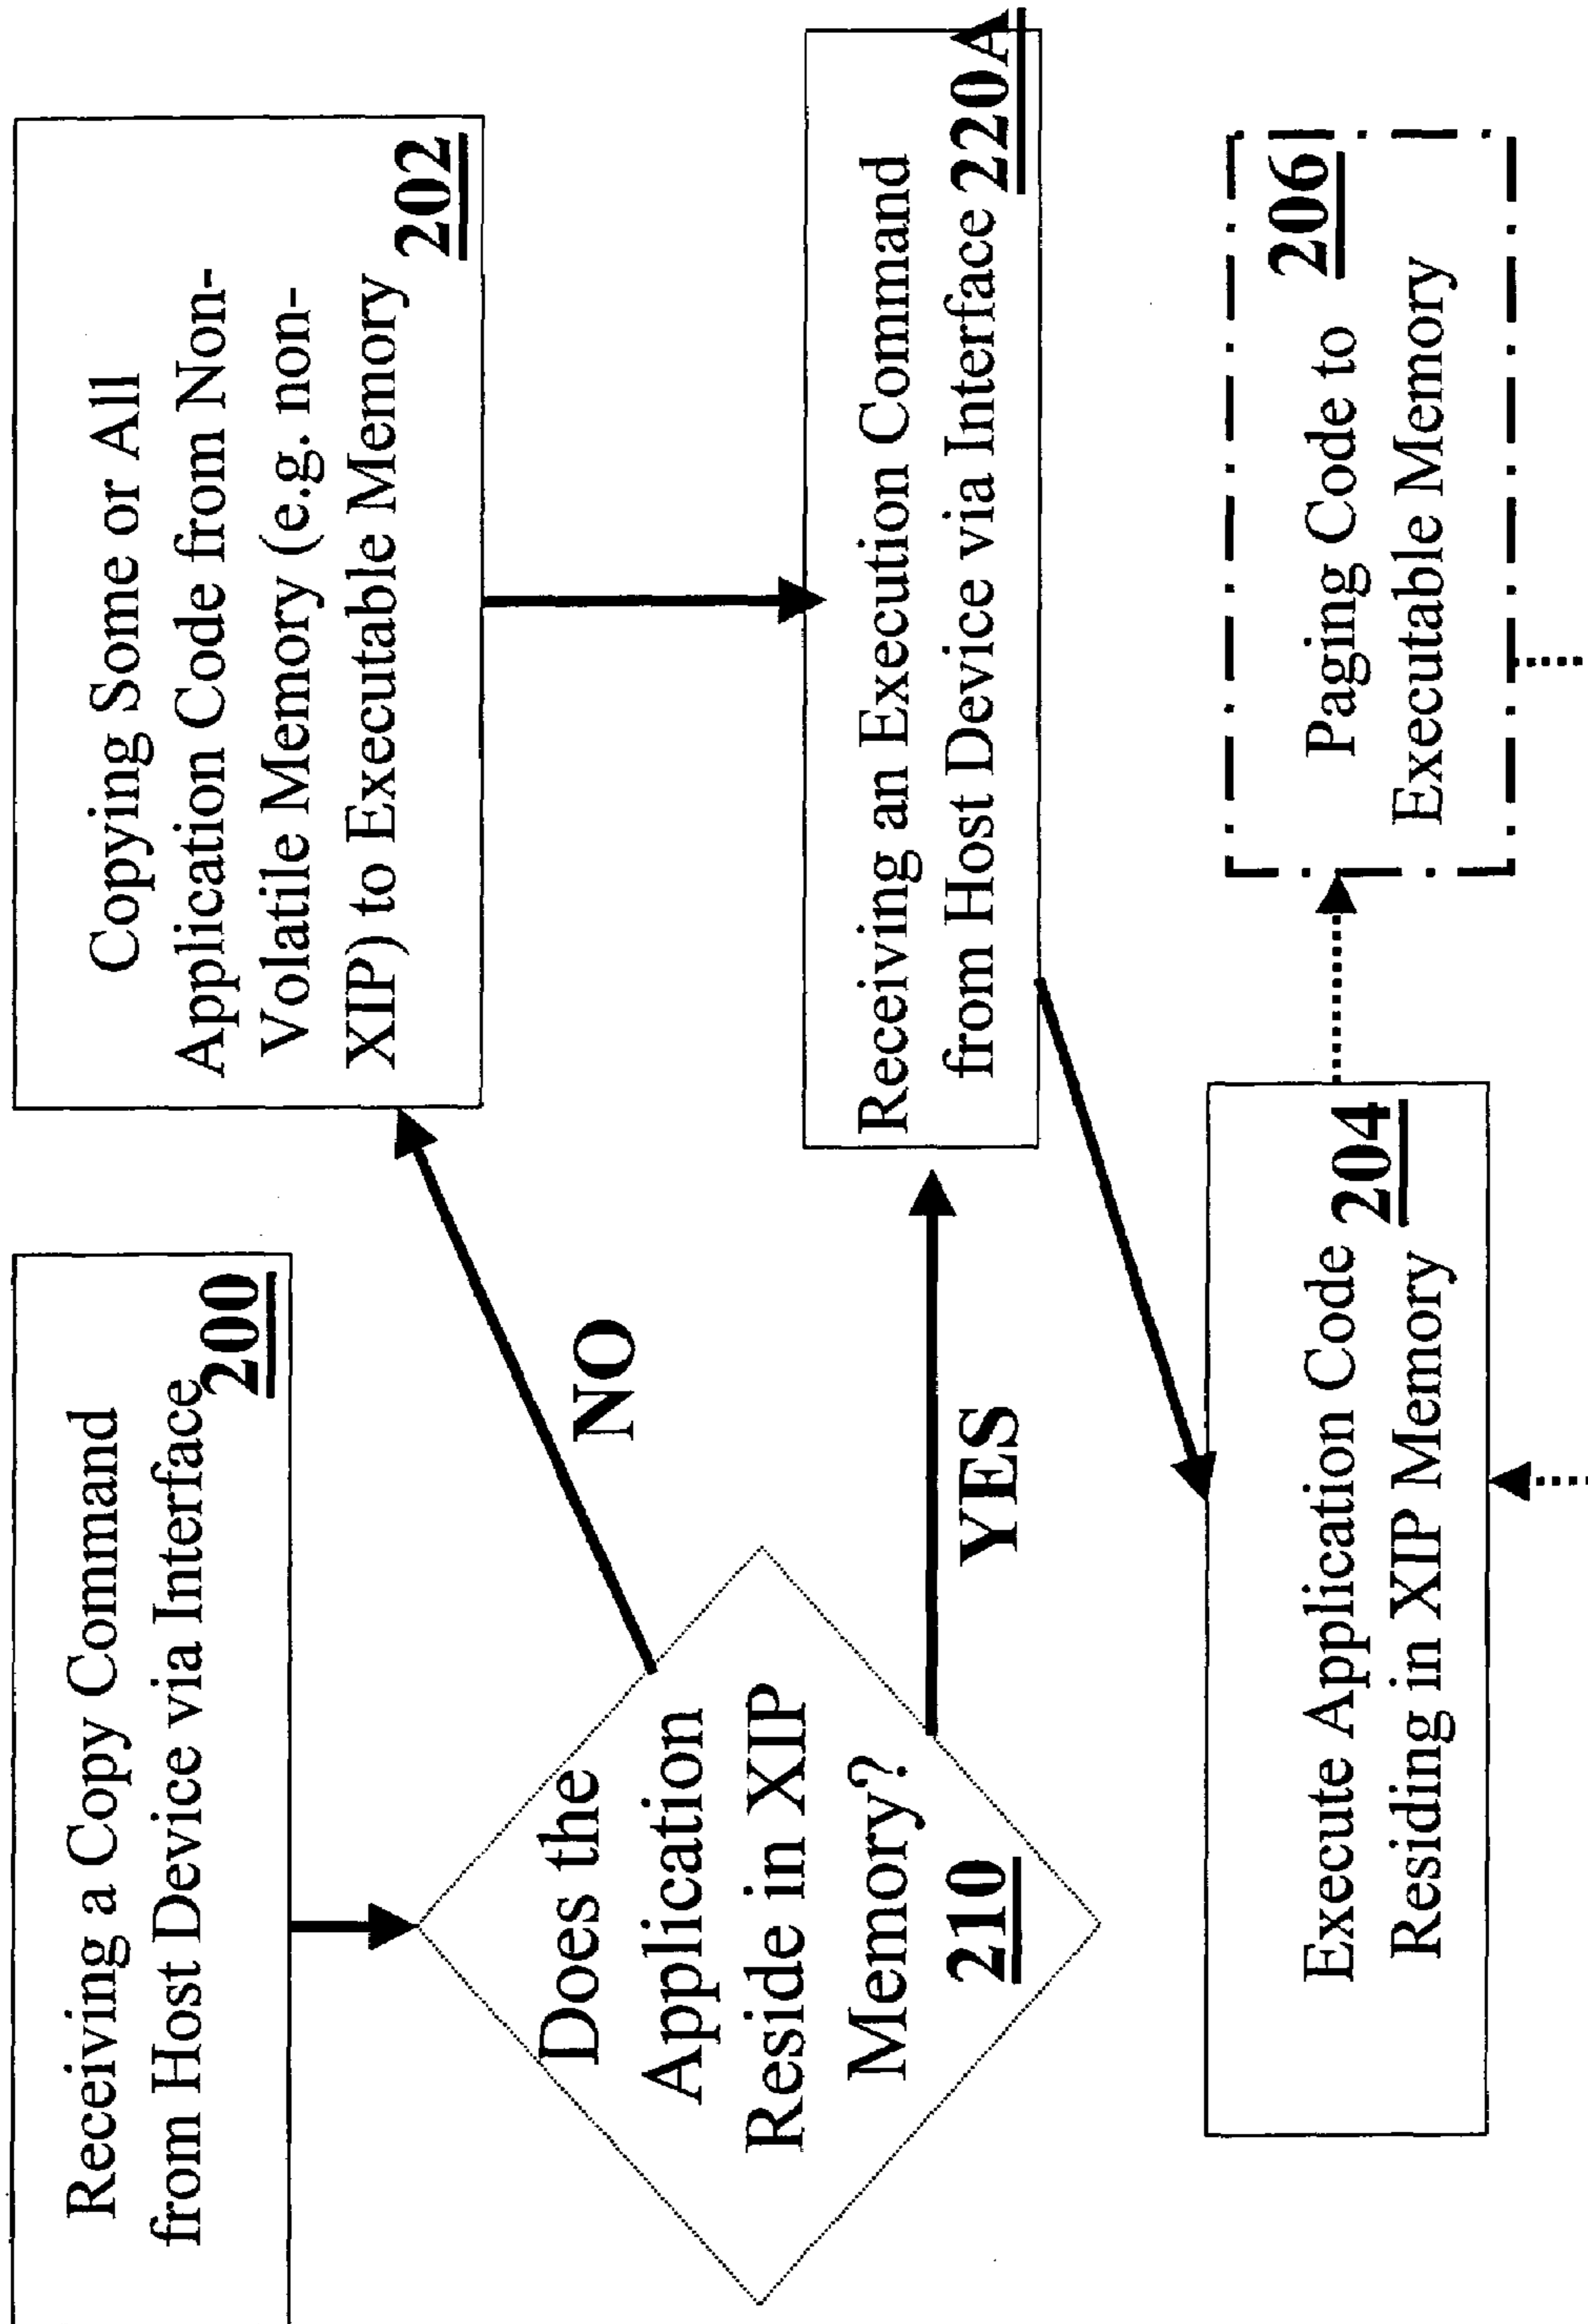 Receiving a Copy Command
from Host Device via Interface
200
Does the
Application
Reside in XIP
Memory?
210
NO
YES
Copying Some or All
Application Code from Non-
Volatile Memory (e.g. non-
XIP) to Executable Memory
202
Receiving an Execution Command
from Host Device via Interface 220A
Execute Application Code 204
Residing in XIP Memory
Paging Code to 206
Executable Memory